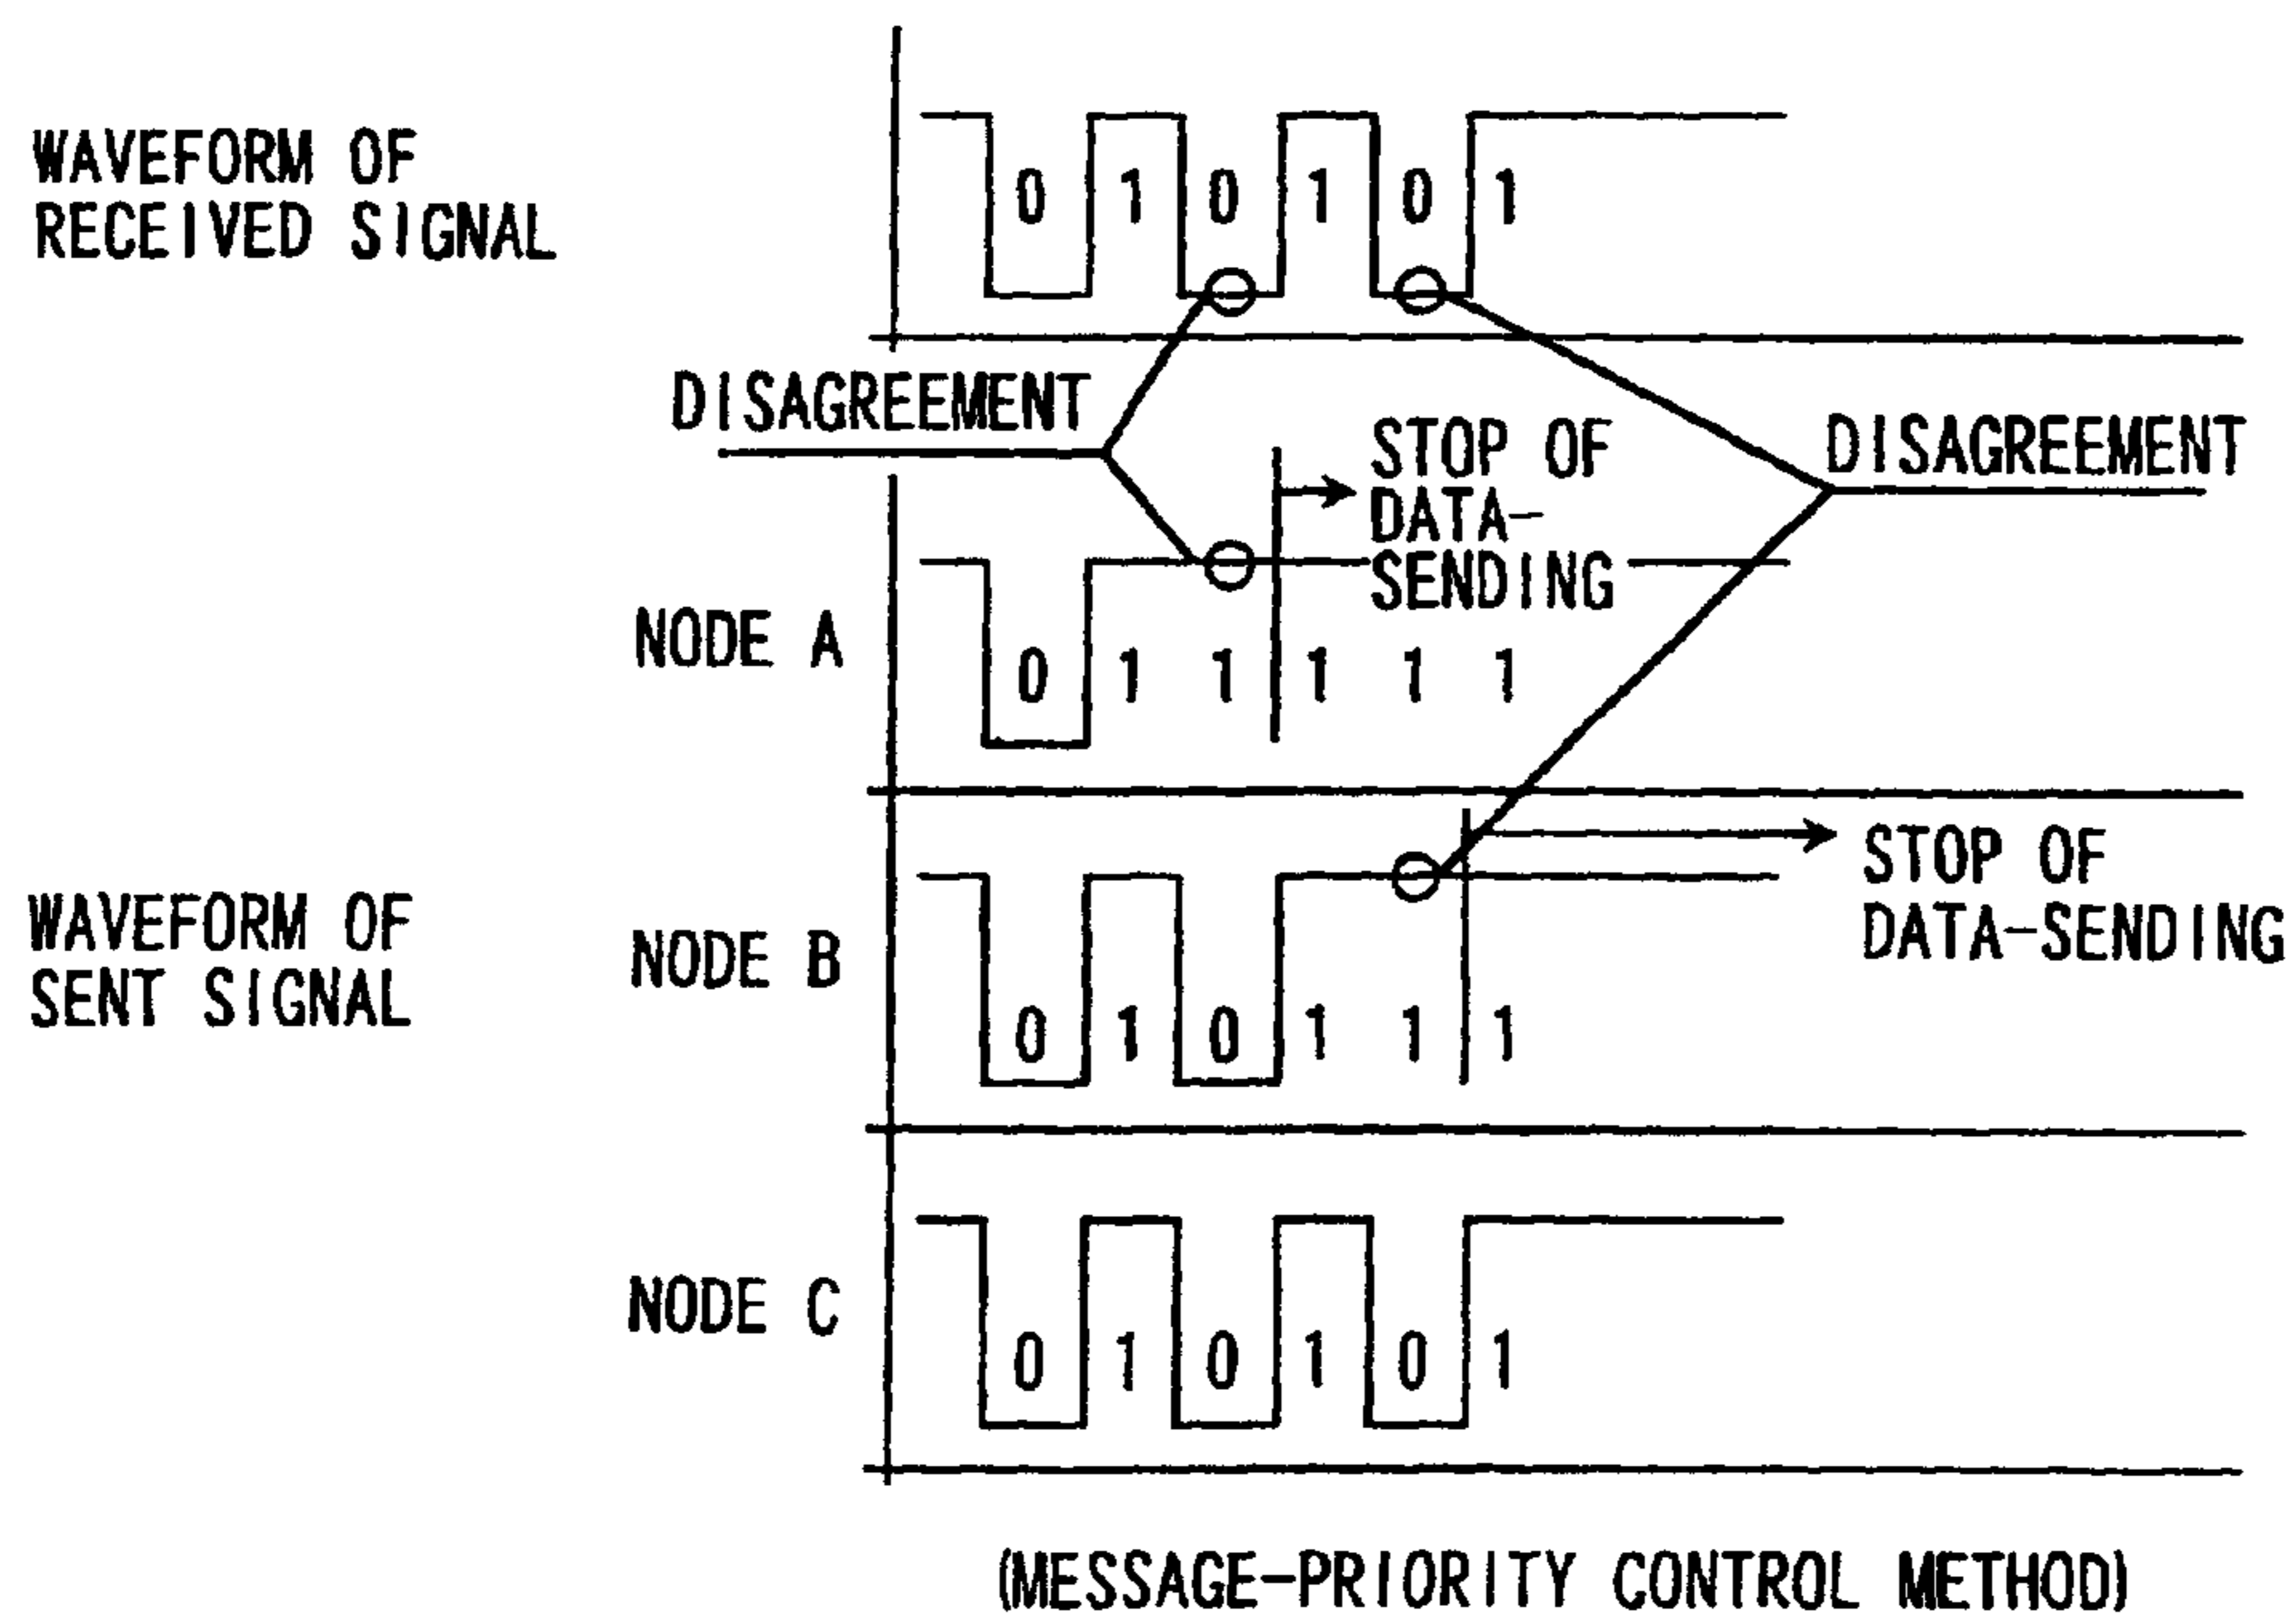 WAVEFORM OF
RECEIVED SIGNAL
0 1 0 1 0 1
DISAGREEMENT
STOP OF
DATA-
SENDING
DISAGREEMENT
NODE A
0 1 1 1 1 1
WAVEFORM OF
SENT SIGNAL
NODE B
0 1 0 1 1 1
STOP OF
DATA-SENDING
NODE C
0 1 0 1 0 1
(MESSAGE-PRIORITY CONTROL METHOD)